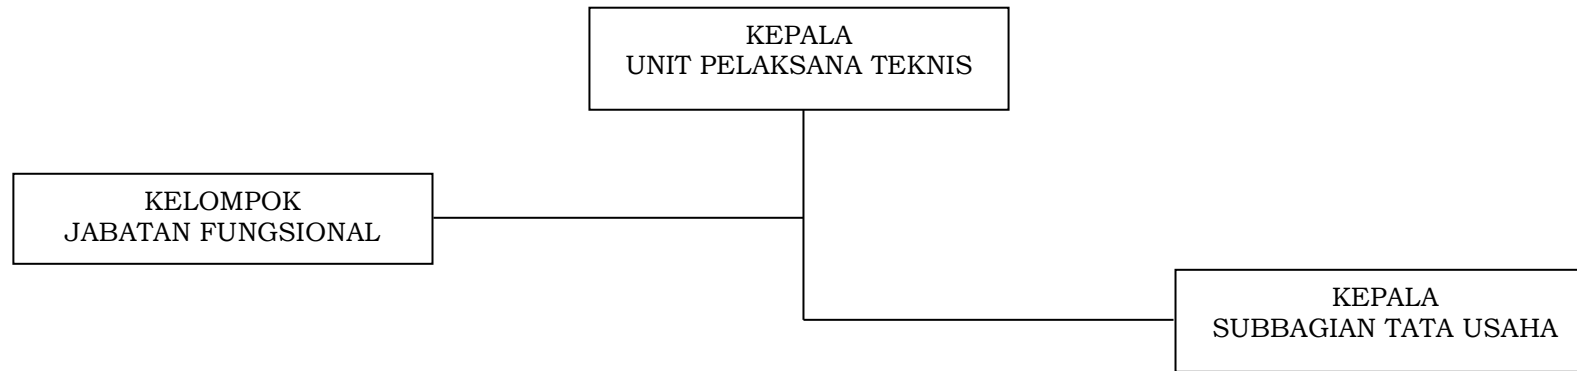 KEPALA
UNIT PELAKSANA TEKNIS
KELOMPOK
JABATAN FUNGSIONAL
KEPALA
SUBBAGIAN TATA USAHA